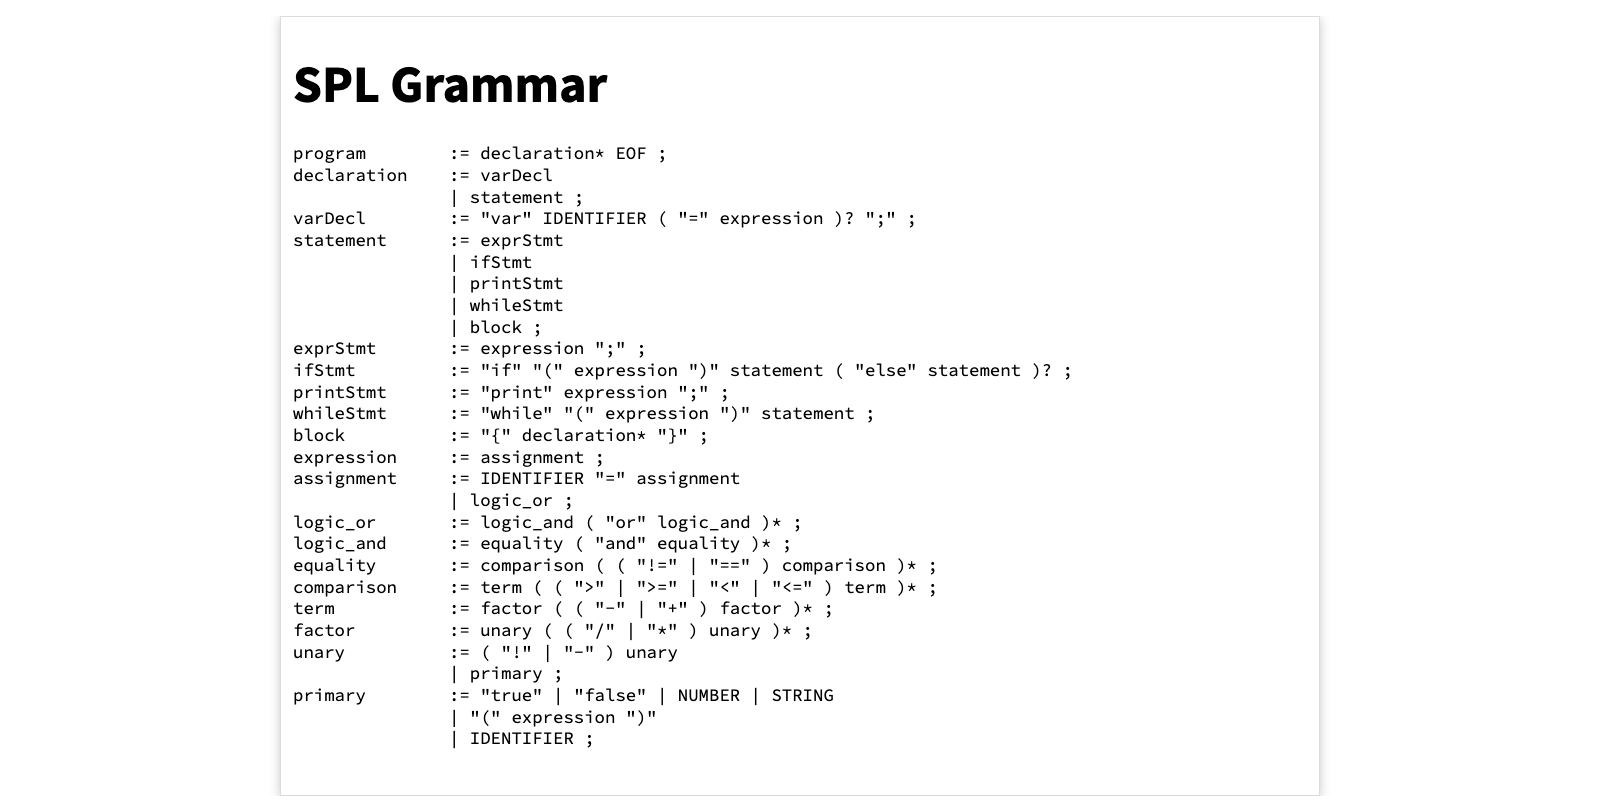 SPL Grammar
program        := declaration* EOF ;
declaration    := varDecl
               | statement ;
varDecl        := "var" IDENTIFIER ( "=" expression )? ";" ;
statement      := exprStmt
               | ifStmt
               | printStmt
               | whileStmt
               | block ;
exprStmt       := expression ";" ;
ifStmt         := "if" "(" expression ")" statement ( "else" statement )? ;
printStmt      := "print" expression ";" ;
whileStmt      := "while" "(" expression ")" statement ;
block          := "{" declaration* "}" ;
expression     := assignment ;
assignment     := IDENTIFIER "=" assignment
               | logic_or ;
logic_or       := logic_and ( "or" logic_and )* ;
logic_and      := equality ( "and" equality )* ;
equality       := comparison ( ( "!=" | "==" ) comparison )* ;
comparison     := term ( ( ">" | ">=" | "<" | "<=" ) term )* ;
term           := factor ( ( "-" | "+" ) factor )* ;
factor         := unary ( ( "/" | "*" ) unary )* ;
unary          := ( "!" | "-" ) unary
               | primary ;
primary        := "true" | "false" | NUMBER | STRING
               | "(" expression ")"
               | IDENTIFIER ;